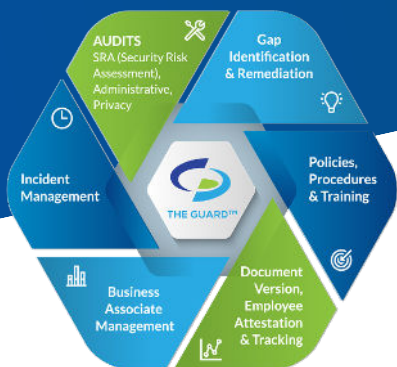 AUDITS
SRA (Security Risk
Assessment),
Administrative,
Privacy
Gap
Identification
& Remediation
Policies,
Procedures
& Training
Document
Version,
Employee
Attestation
& Tracking
Business
Associate
Management
Incident
Management
THE GUARD™